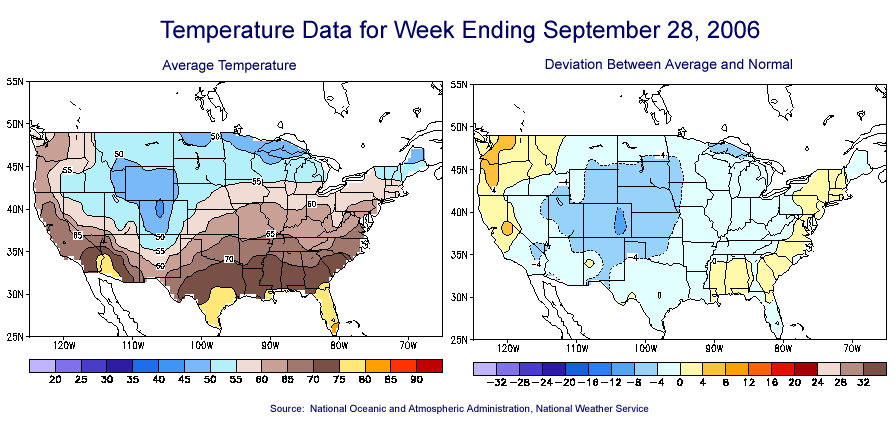 Temperature Data for Week Ending September 28, 2006
Average Temperature
Deviation Between Average and Normal
55N
50N
45N
40N
35N
30N
25N
120W 110W 100W 90W 80W 70W
50
50
55
55
60
65
65
70
50
55
60
20 25 30 35 40 45 50 55 60 65 70 75 80 85 90
55N
50N
45N
40N
35N
30N
25N
120W 110W 100W 90W 80W 70W
4
-4
-4
-4
0
0
-32 -28 -24 -20 -16 -12 -8 -4 0 4 8 12 16 20 24 28 32
Source: National Oceanic and Atmospheric Administration, National Weather Service